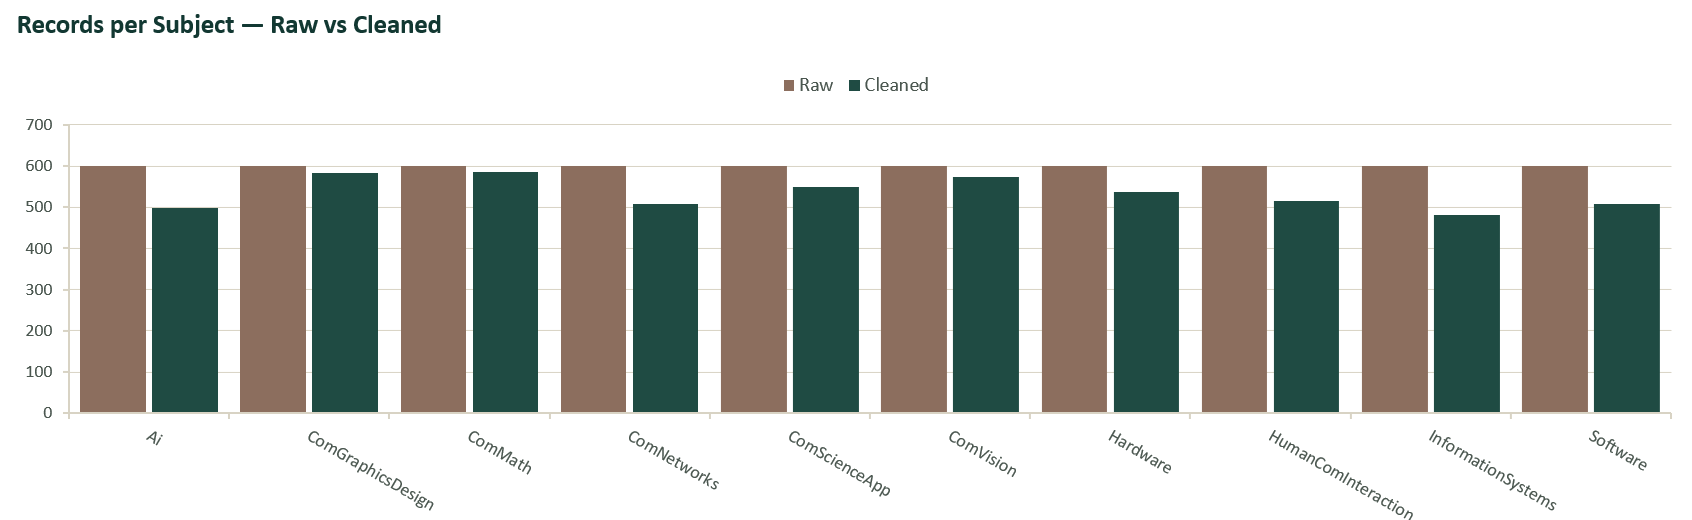 Records per Subject — Raw vs Cleaned
Raw Cleaned
700
600
500
400
300
200
100
0
Ai
ComGraphicsDesign
ComMath
ComNetworks
ComScienceApp
ComVision
Hardware
HumanComInteraction
InformationSystems
Software